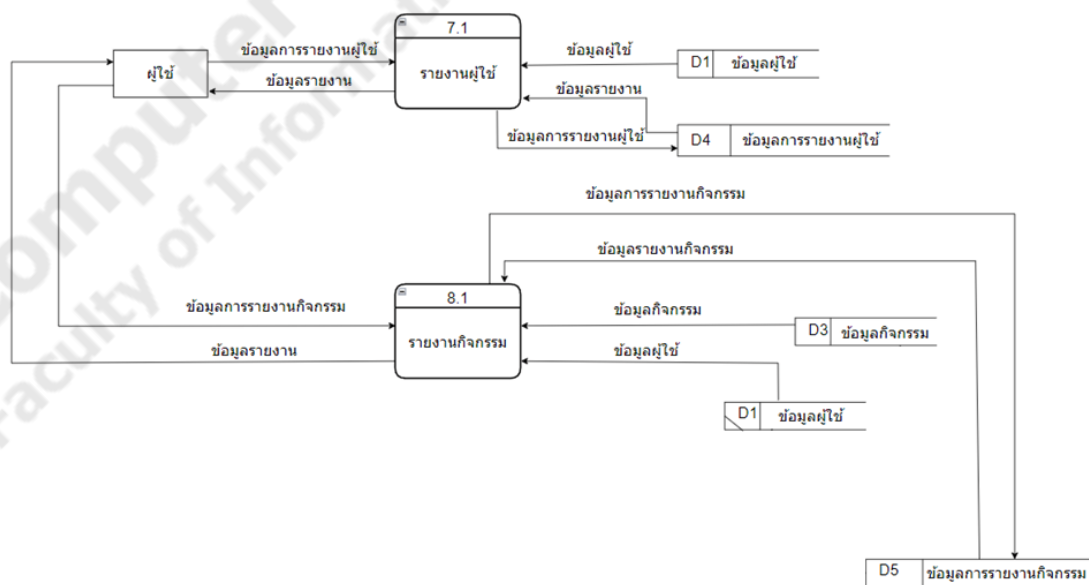 7.1
ข้อมูลการรายงานผู้ใช้
ข้อมูลผู้ใช้
ผู้ใช้
รายงานผู้ใช้
D1 ข้อมูลผู้ใช้
ข้อมูลรายงาน
ข้อมูลรายงาน
ข้อมูลการรายงานผู้ใช้
D4 ข้อมูลการรายงานผู้ใช้
ข้อมูลการรายงานกิจกรรม
ข้อมูลรายงานกิจกรรม
8.1
ข้อมูลการรายงานกิจกรรม
ข้อมูลกิจกรรม
D3 ข้อมูลกิจกรรม
รายงานกิจกรรม
ข้อมูลรายงาน
ข้อมูลผู้ใช้
D1 ข้อมูลผู้ใช้
D5 ข้อมูลการรายงานกิจกรรม
Computer
Faculty of Informati